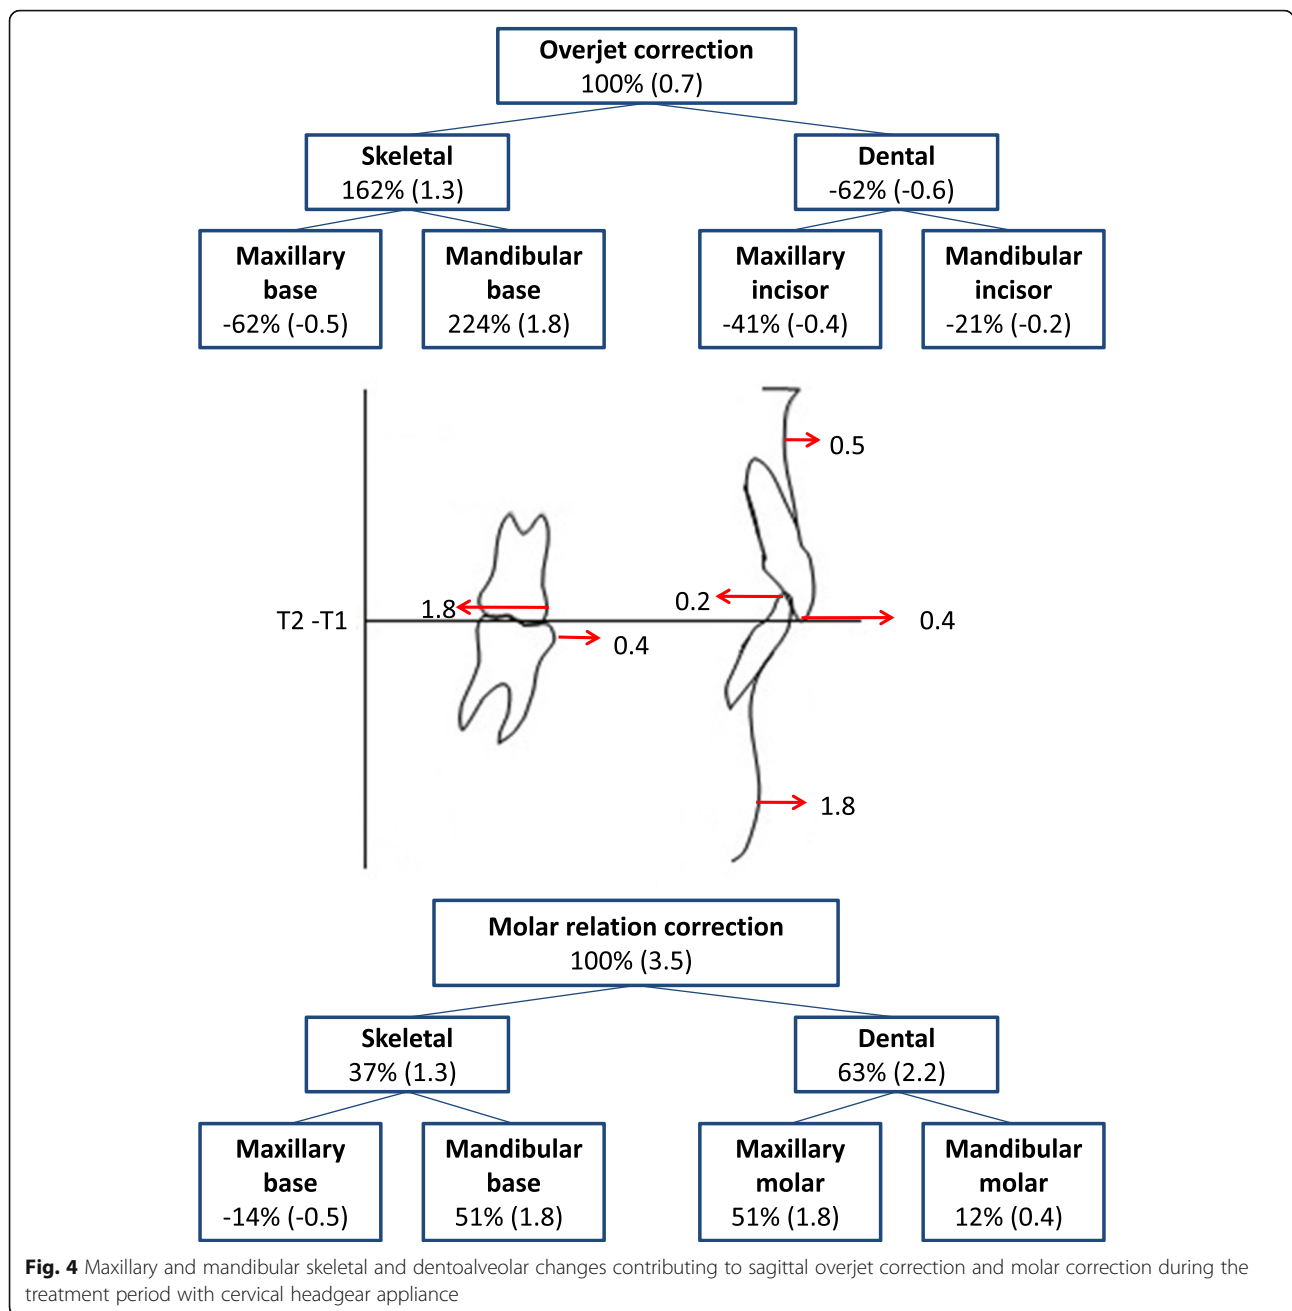 Overjet correction
100% (0.7)
Skeletal
162% (1.3)
Dental
-62% (-0.6)
Maxillary
base
-62% (-0.5)
Mandibular
base
224% (1.8)
Maxillary
incisor
-41% (-0.4)
Mandibular
incisor
-21% (-0.2)
0.5
0.2
1.8
T2 -T1
0.4
0.4
1.8
Molar relation correction
100% (3.5)
Skeletal
37% (1.3)
Dental
63% (2.2)
Maxillary
base
-14% (-0.5)
Mandibular
base
51% (1.8)
Maxillary
molar
51% (1.8)
Mandibular
molar
12% (0.4)
Fig. 4 Maxillary and mandibular skeletal and dentoalveolar changes contributing to sagittal overjet correction and molar correction during the
treatment period with cervical headgear appliance